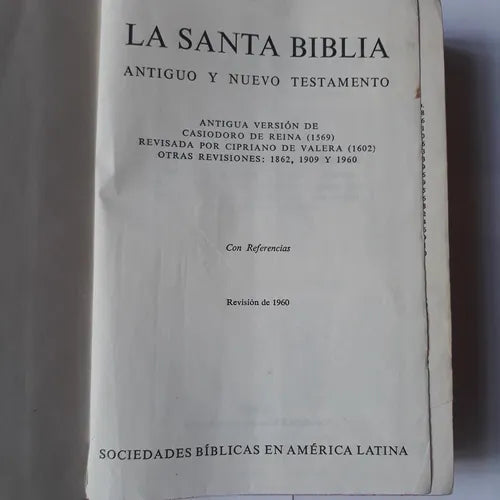 LA SANTA BIBLIA
ANTIGUO Y NUEVO TESTAMENTO
ANTIGUA VERSIÓN DE
CASIODORO DE REINA (1569)
REVISADA POR CIPRIANO DE VALERA (1602)
OTRAS REVISIONES: 1862, 1909 Y 1960
Con Referencias
Revisión de 1960
SOCIEDADES BÍBLICAS EN AMÉRICA LATINA